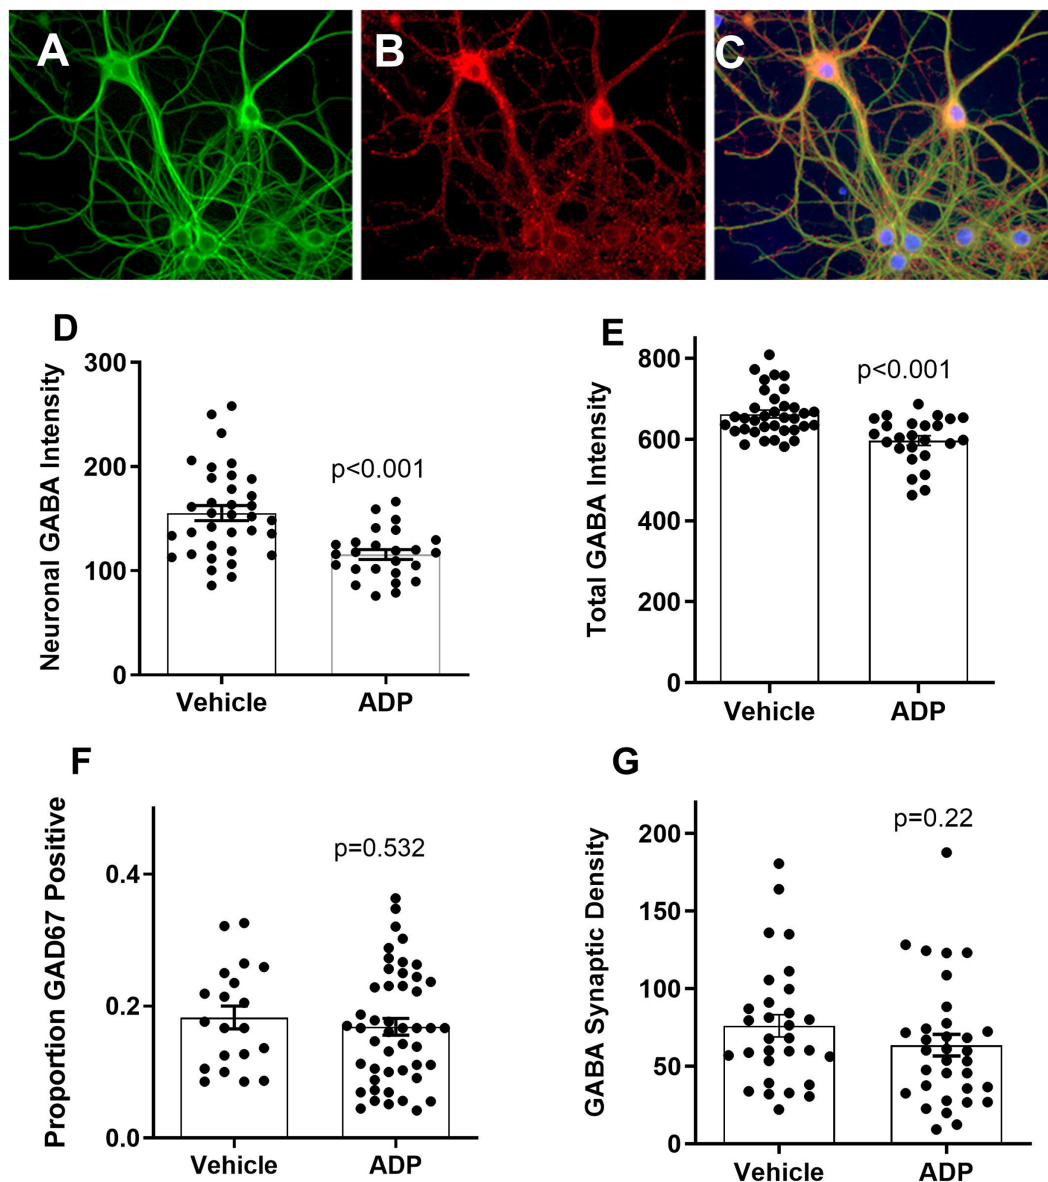 A
B
C
D
Neuronal GABA Intensity
300
200
100
0
p<0.001
Vehicle
ADP
E
Total GABA Intensity
800
600
400
200
0
p<0.001
Vehicle
ADP
F
Proportion GAD67 Positive
0.4
0.2
0.0
p=0.532
Vehicle
ADP
G
GABA Synaptic Density
200
150
100
50
0
p=0.22
Vehicle
ADP